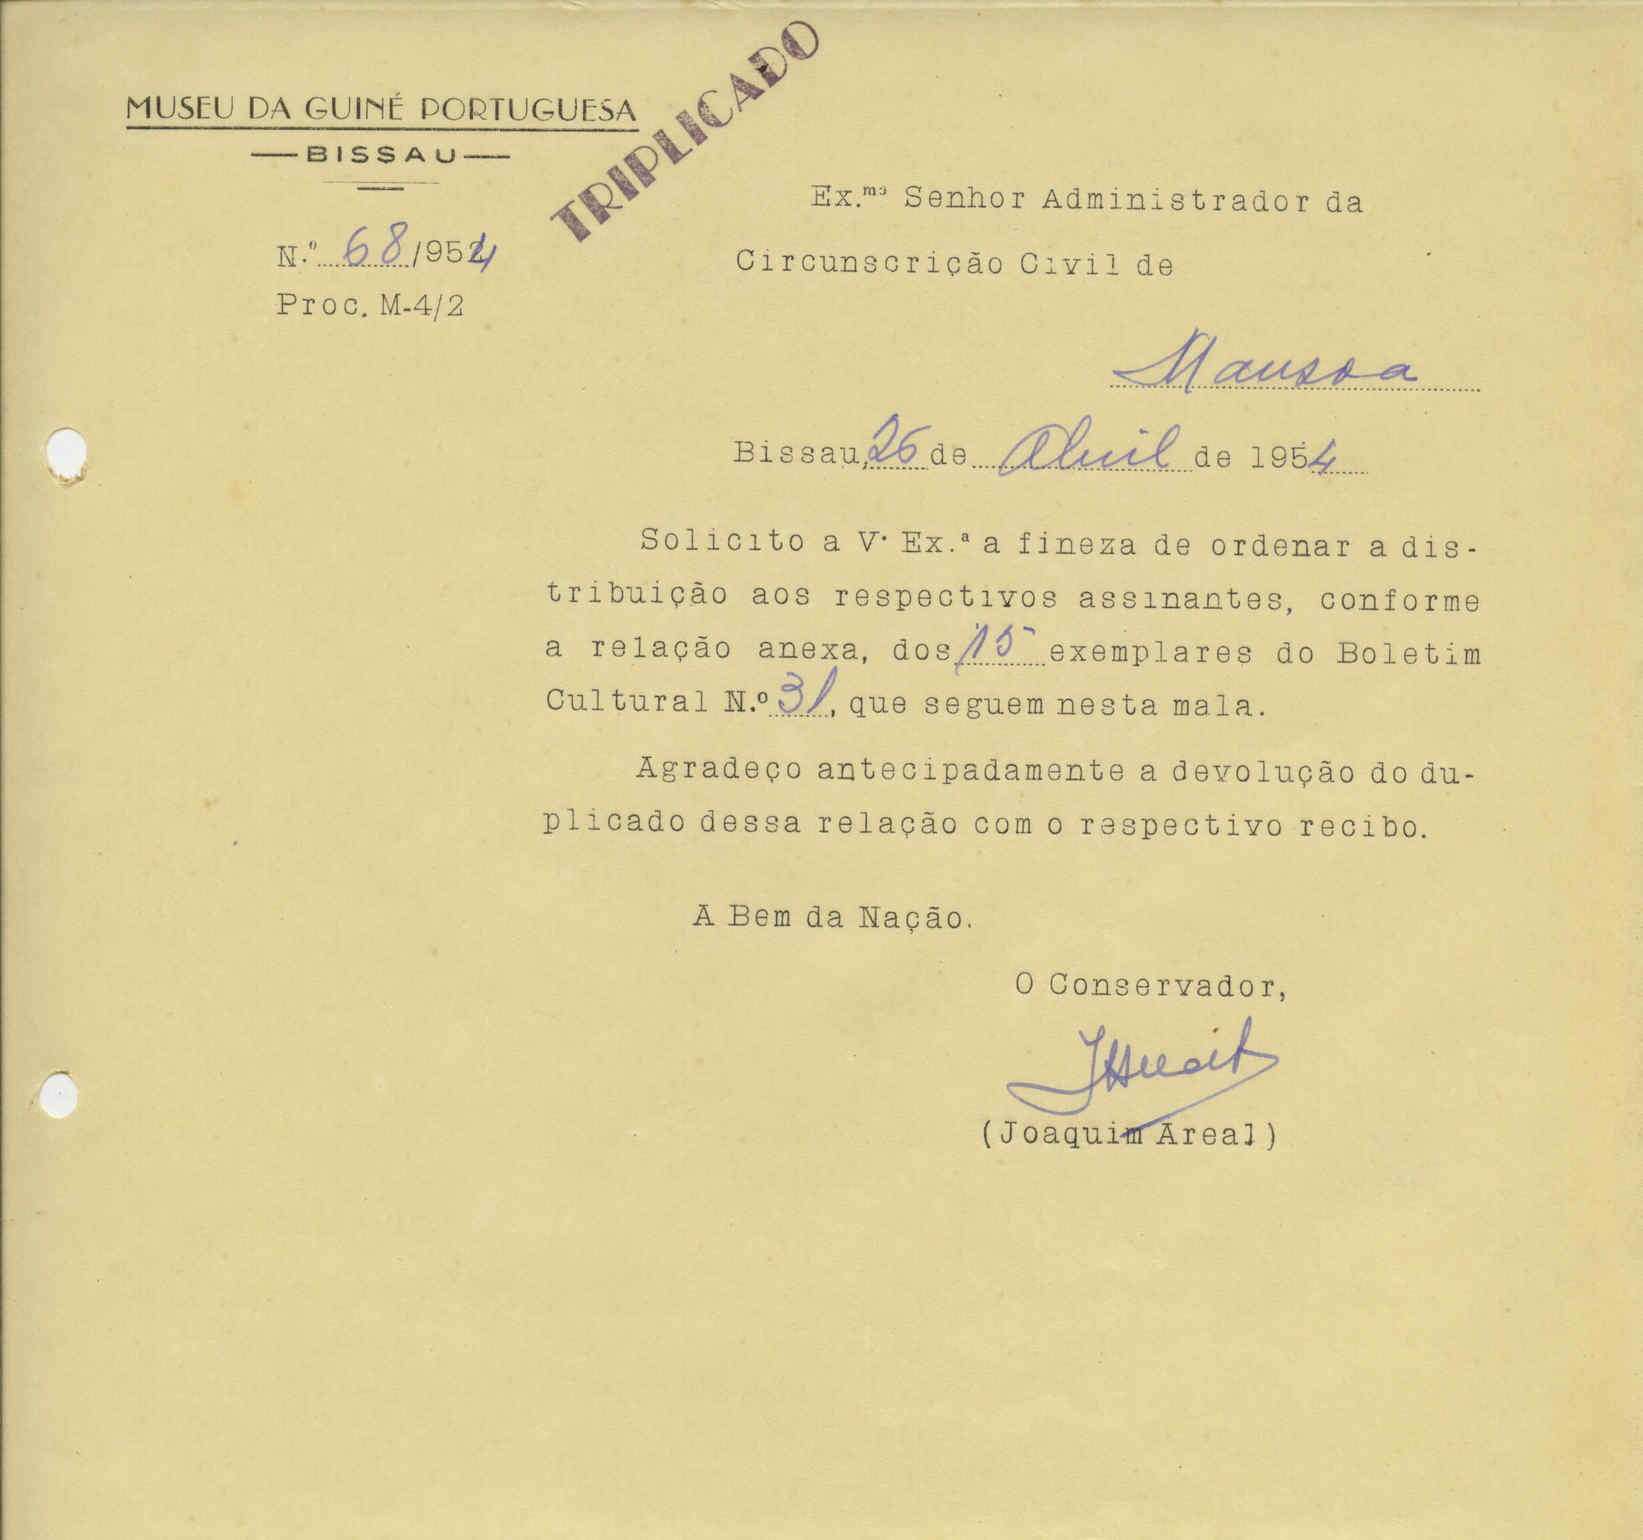 MUSEU DA GUINÉ PORTUGUESA
— BISSAU —
TRIPLICADO
N.º 68/954
Proc. M-4/2
Ex.mo Senhor Administrador da
Circunscrição Civil de
Mansoa
Bissau, 26 de Abril de 1954
Solicito a V. Ex.ª a fineza de ordenar a dis-
tribuição aos respectivos assinantes, conforme
a relação anexa, dos 15 exemplares do Boletim
Cultural N.º 31, que seguem nesta mala.
Agradeço antecipadamente a devolução do du-
plicado dessa relação com o respectivo recibo.
A Bem da Nação.
O Conservador,
(Joaquim Areal)